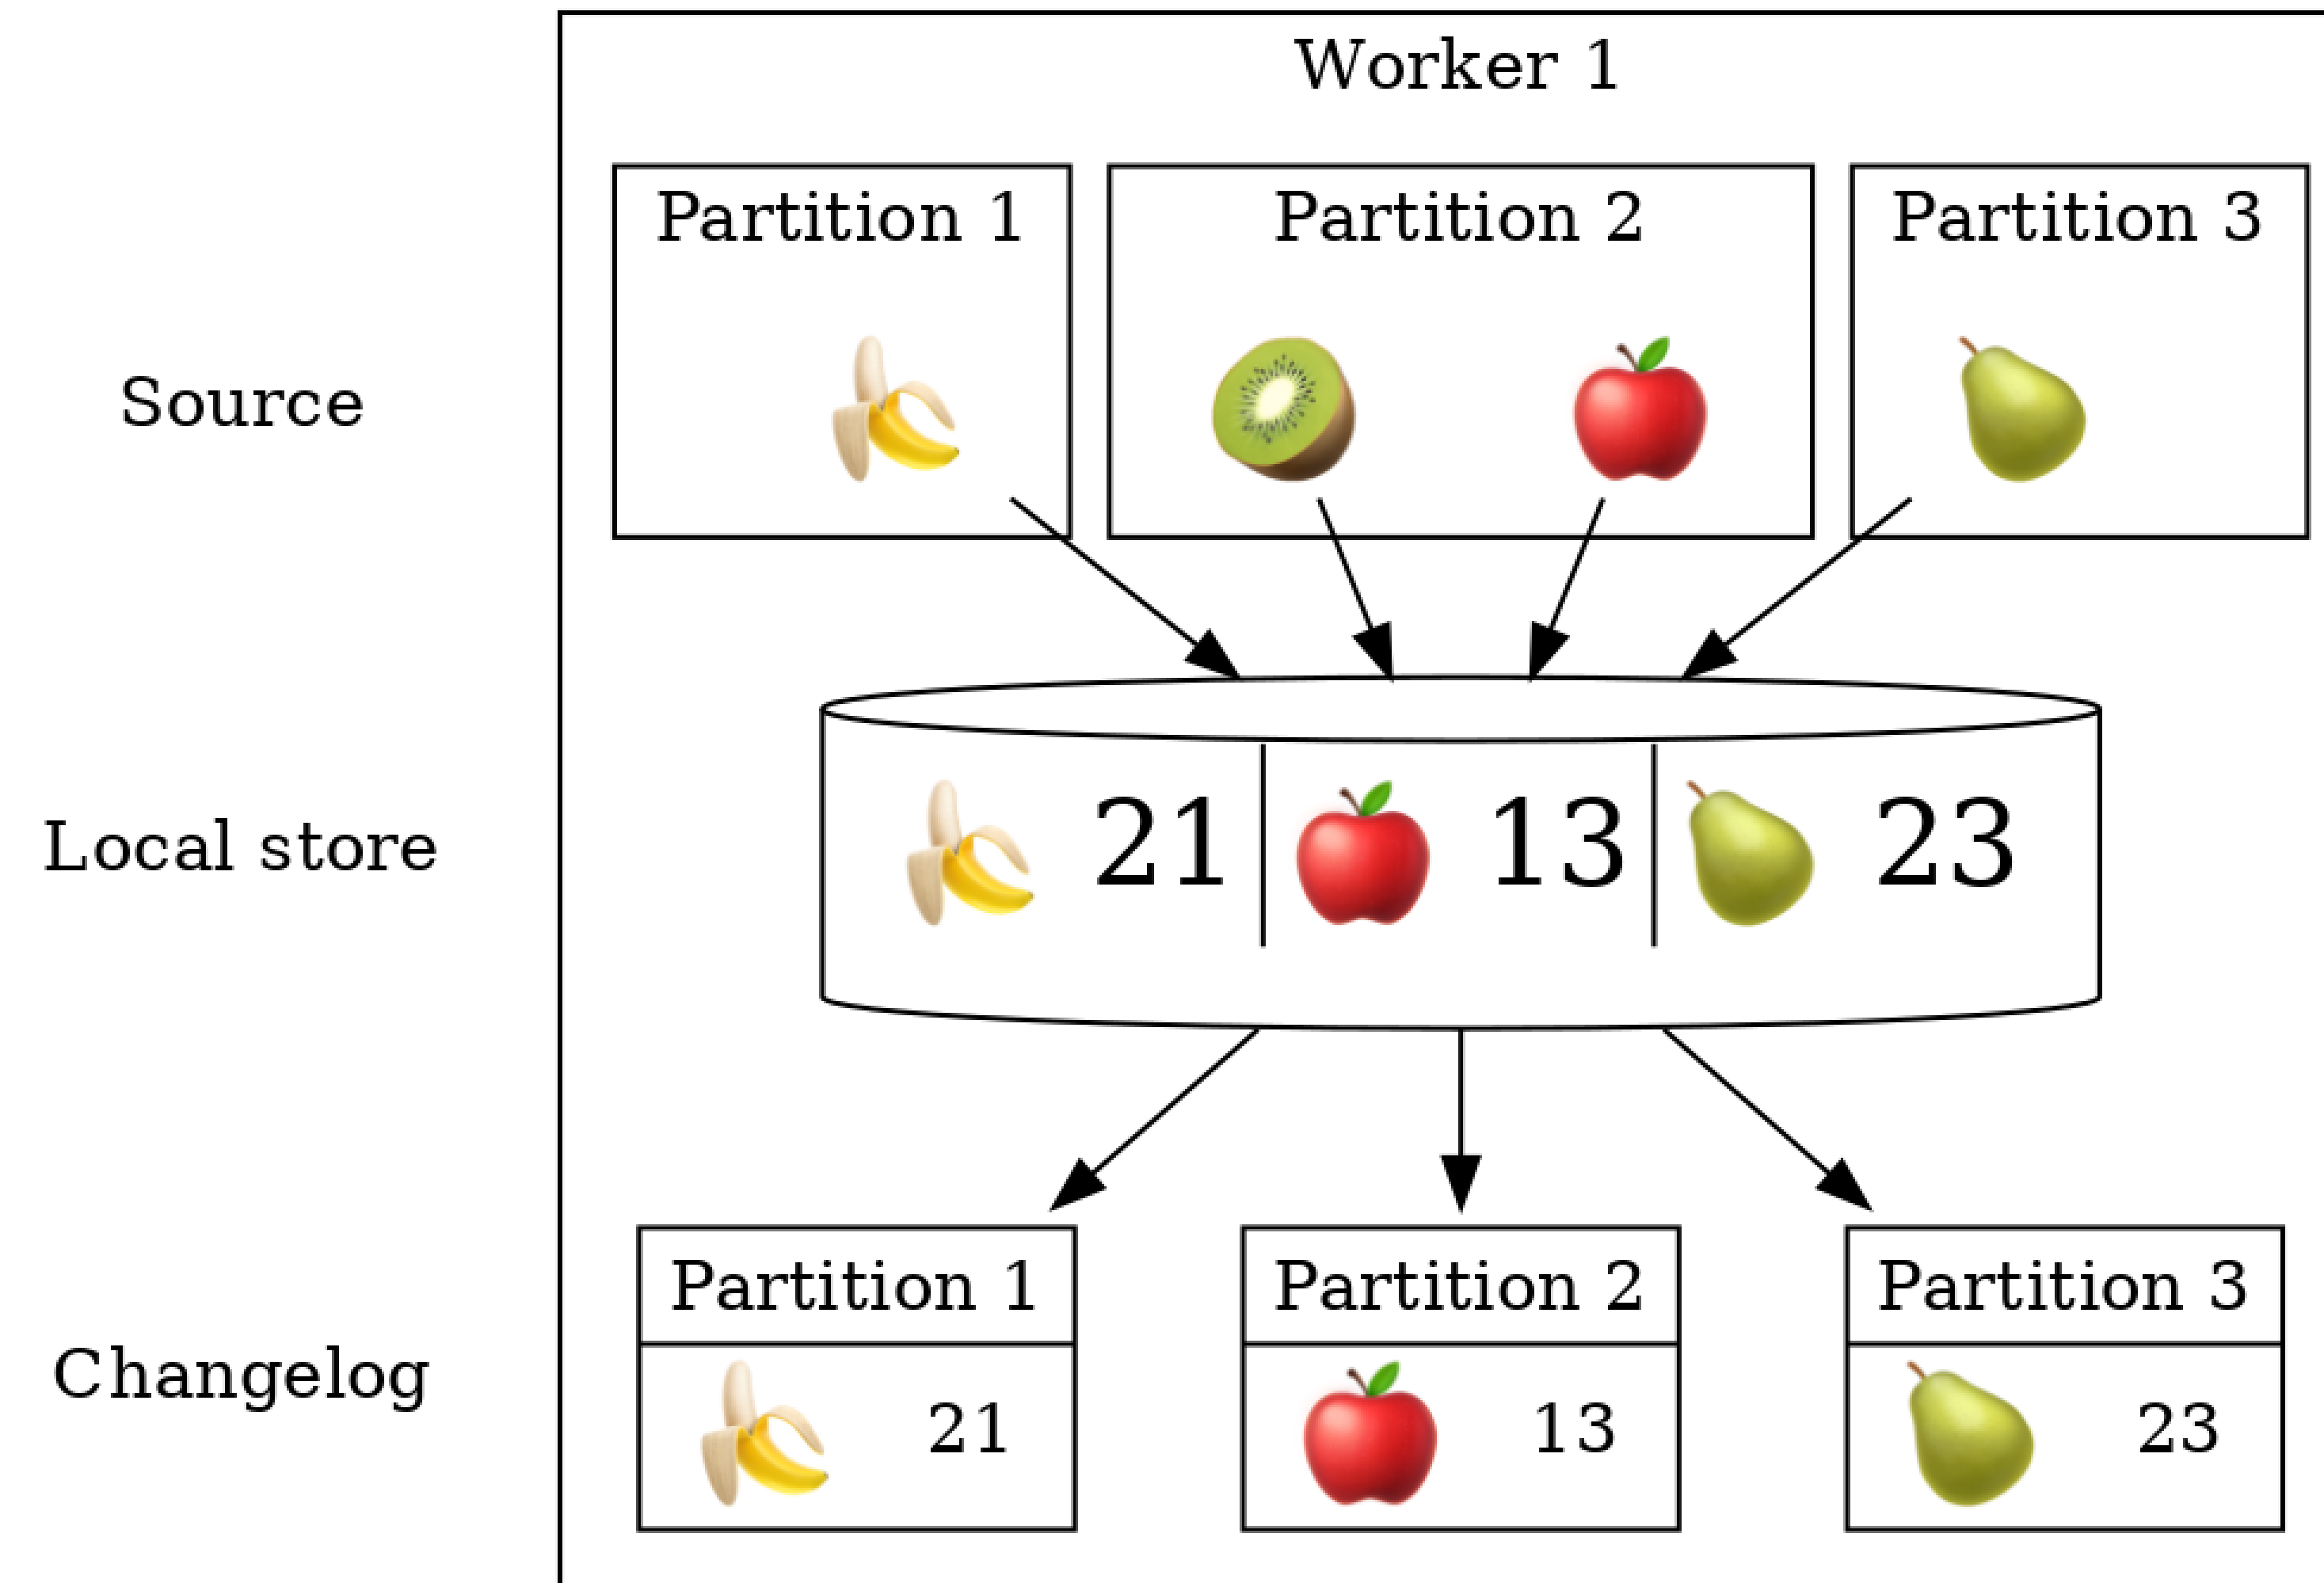 Worker 1
Partition 1 Partition 2 Partition 3
Source
Local store 21 13 23
Partition 1 Partition 2 Partition 3
Changelog
21 13 23